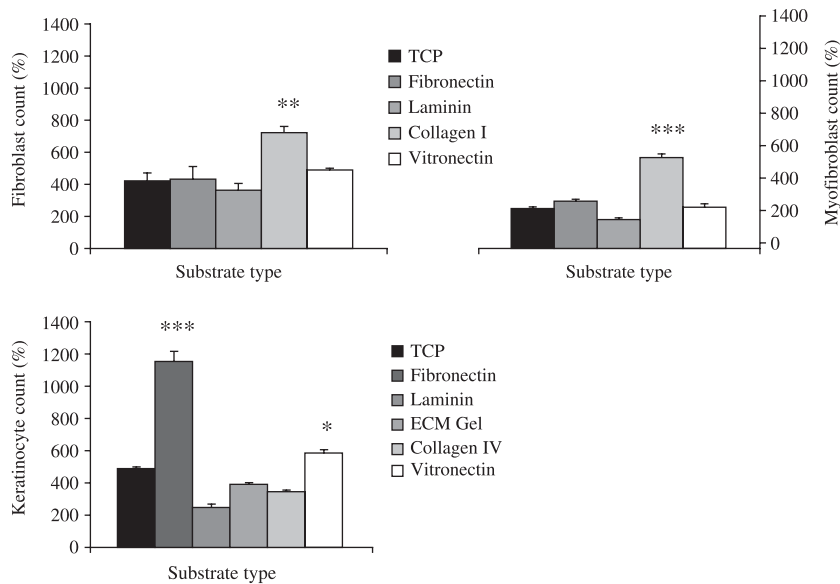 Fibroblast count (%)
1400
1200
1000
800
600
400
200
0
**
Substrate type
TCP
Fibronectin
Laminin
Collagen I
Vitronectin
***
Substrate type
1400
1200
1000
800
600
400
200
0
Myofibroblast count (%)
Keratinocyte count (%)
1400
1200
1000
800
600
400
200
0
***
*
Substrate type
TCP
Fibronectin
Laminin
ECM Gel
Collagen IV
Vitronectin